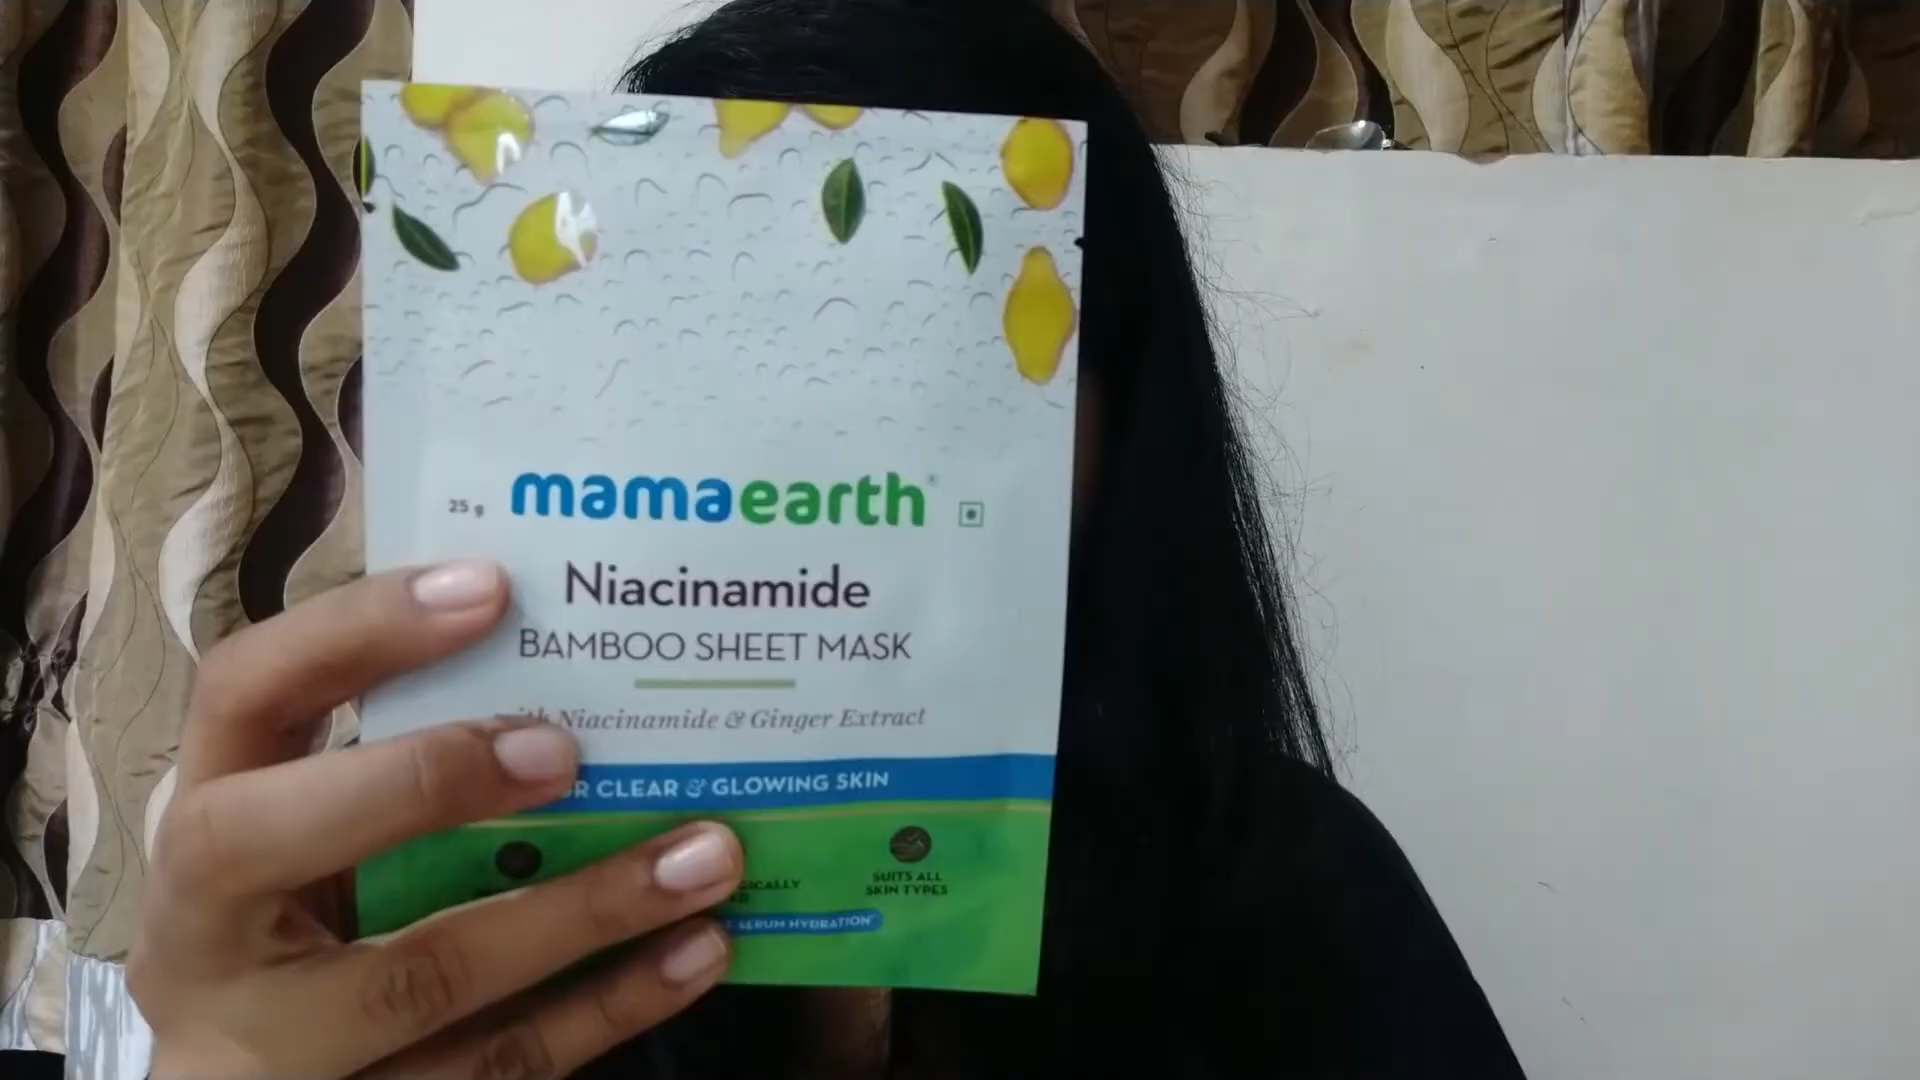 25 g mamaearth®
Niacinamide
BAMBOO SHEET MASK
Niacinamide & Ginger Extract
CLEAR & GLOWING SKIN
SUITS ALL
SKIN TYPES
SERUM HYDRATION